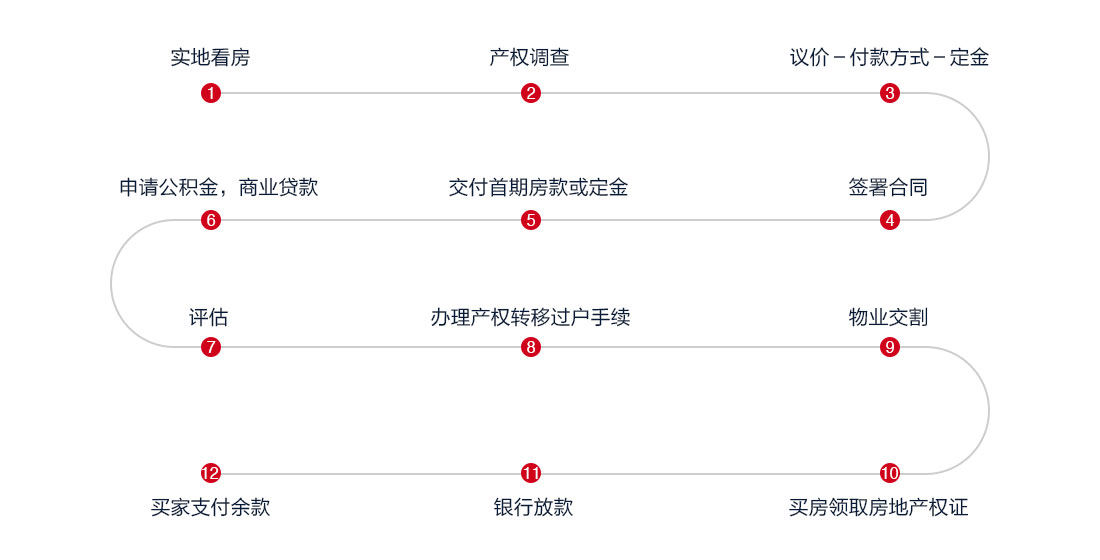 实地看房
1
产权调查
2
议价－付款方式－定金
3
签署合同
4
交付首期房款或定金
5
申请公积金，商业贷款
6
评估
7
办理产权转移过户手续
8
物业交割
9
10
买房领取房地产权证
11
银行放款
12
买家支付余款